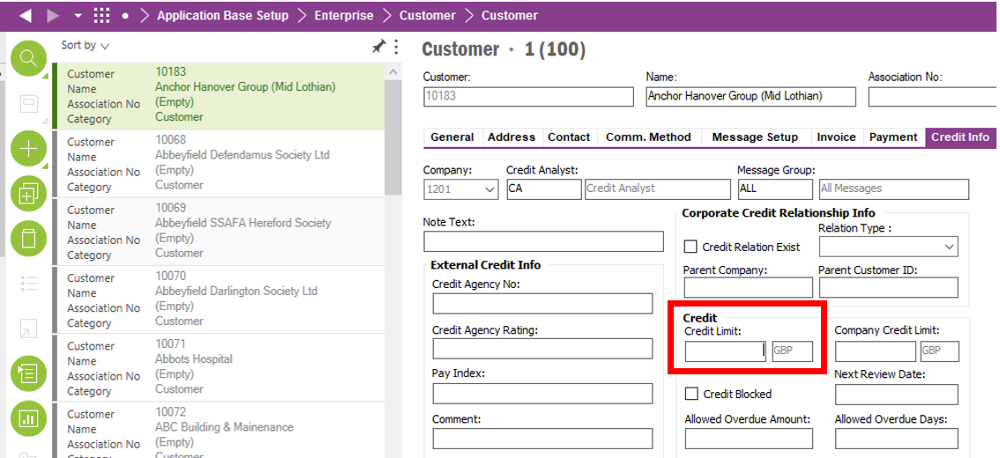 Application Base Setup Enterprise Customer Customer
Sort by
Customer 10183
Name Anchor Hanover Group (Mid Lothian)
Association No (Empty)
Category Customer
Customer 10068
Name Abbeyfield Defendamus Society Ltd
Association No (Empty)
Category Customer
Customer 10069
Name Abbeyfield SSAFA Hereford Society
Association No (Empty)
Category Customer
Customer 10070
Name Abbeyfield Darlington Society Ltd
Association No (Empty)
Category Customer
Customer 10071
Name Abbots Hospital
Association No (Empty)
Category Customer
Customer 10072
Name ABC Building & Mainenance
Association No (Empty)
Category Customer
Customer · 1 (100)
Customer: Name: Association No:
10183 Anchor Hanover Group (Mid Lothian)
General Address Contact Comm. Method Message Setup Invoice Payment Credit Info
Company: Credit Analyst: Message Group:
1201 CA Credit Analyst ALL All Messages
Note Text:
External Credit Info
Credit Agency No:
Credit Agency Rating:
Pay Index:
Comment:
Corporate Credit Relationship Info
Relation Type :
Credit Relation Exist
Parent Company: Parent Customer ID:
Credit
Credit Limit: Company Credit Limit:
GBP GBP
Next Review Date:
Credit Blocked
Allowed Overdue Amount: Allowed Overdue Days: